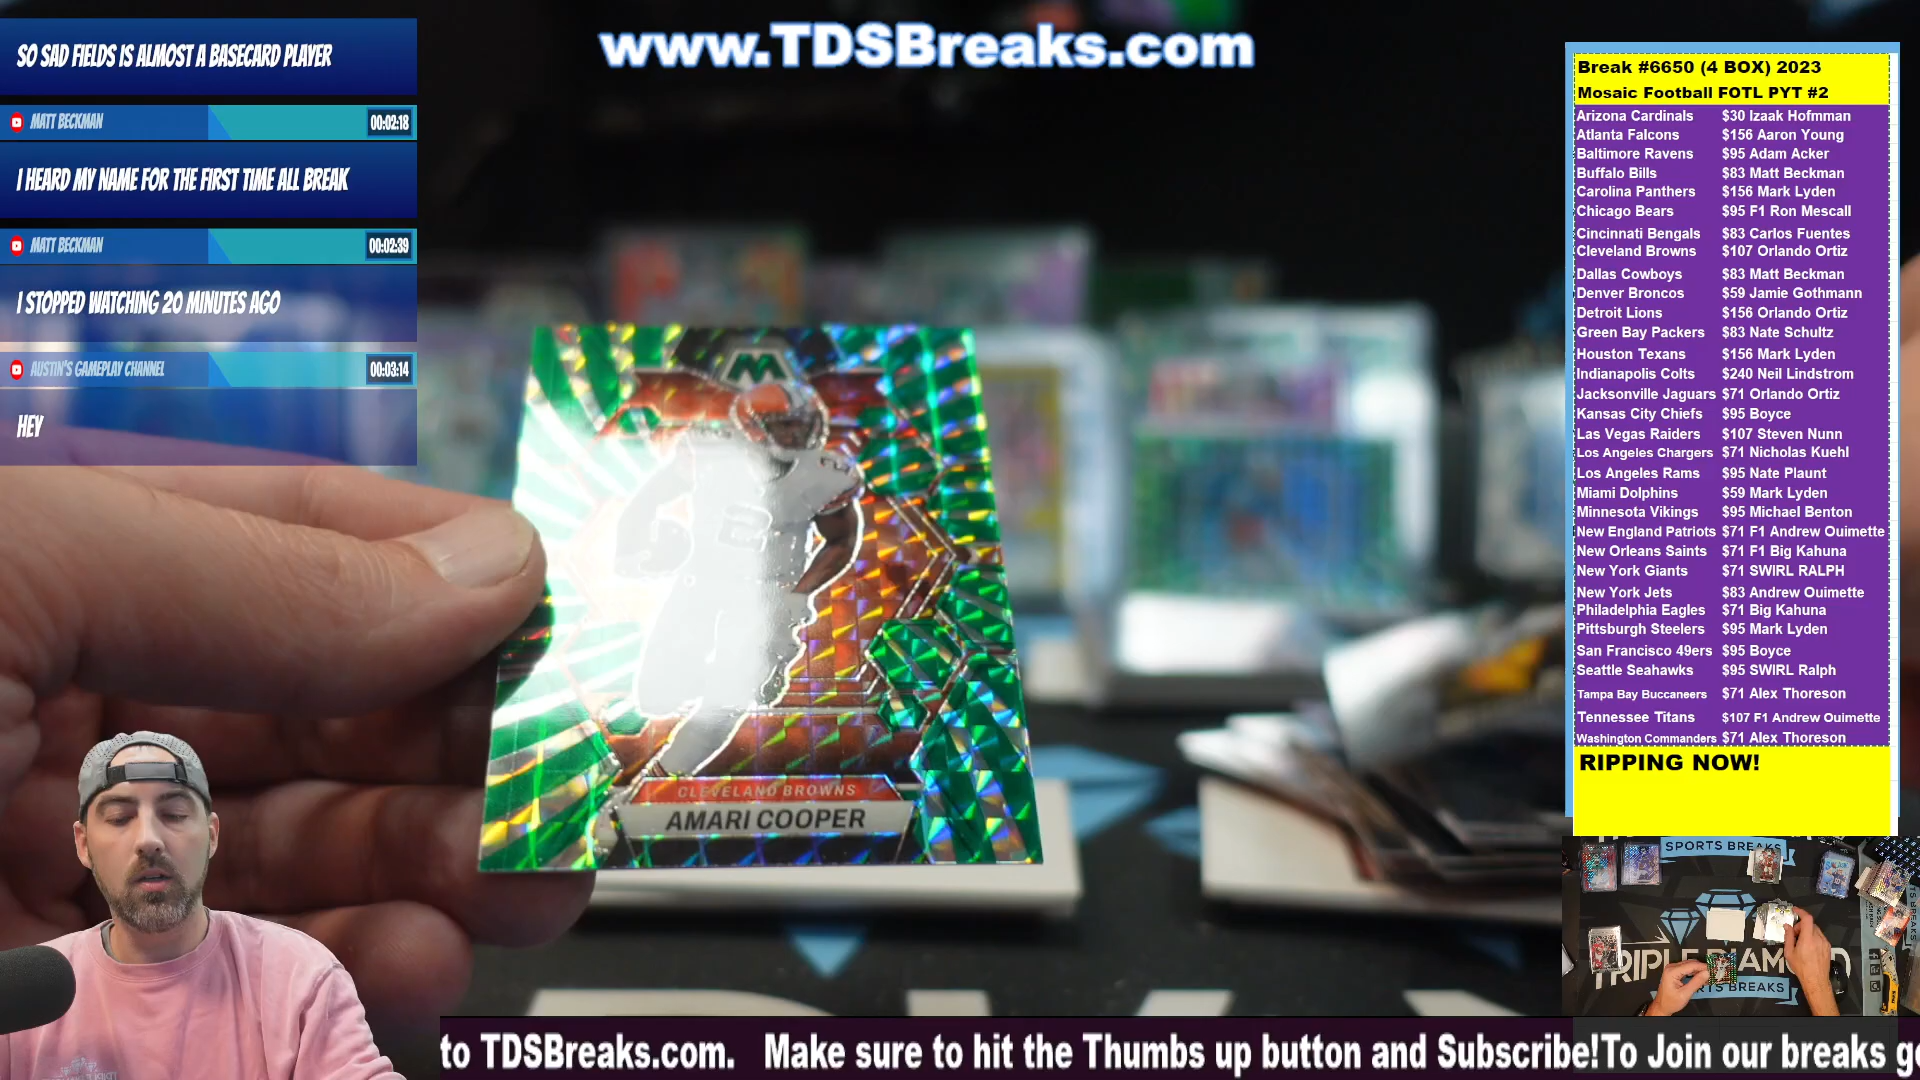 www.TDSBreaks.com
SO SAD FIELDS IS ALMOST A BASECARD PLAYER
MATT BECKMAN 00:02:18
I HEARD MY NAME FOR THE FIRST TIME ALL BREAK
MATT BECKMAN 00:02:39
I STOPPED WATCHING 20 MINUTES AGO
AUSTIN'S GAMEPLAY CHANNEL 00:03:14
HEY
CLEVELAND BROWNS
AMARI COOPER
Break #6650 (4 BOX) 2023
Mosaic Football FOTL PYT #2
Arizona Cardinals $30 Izaak Hofmman
Atlanta Falcons $156 Aaron Young
Baltimore Ravens $95 Adam Acker
Buffalo Bills $83 Matt Beckman
Carolina Panthers $156 Mark Lyden
Chicago Bears $95 F1 Ron Mescall
Cincinnati Bengals $83 Carlos Fuentes
Cleveland Browns $107 Orlando Ortiz
Dallas Cowboys $83 Matt Beckman
Denver Broncos $59 Jamie Gothmann
Detroit Lions $156 Orlando Ortiz
Green Bay Packers $83 Nate Schultz
Houston Texans $156 Mark Lyden
Indianapolis Colts $240 Neil Lindstrom
Jacksonville Jaguars $71 Orlando Ortiz
Kansas City Chiefs $95 Boyce
Las Vegas Raiders $107 Steven Nunn
Los Angeles Chargers $71 Nicholas Kuehl
Los Angeles Rams $95 Nate Plaunt
Miami Dolphins $59 Mark Lyden
Minnesota Vikings $95 Michael Benton
New England Patriots $71 F1 Andrew Ouimette
New Orleans Saints $71 F1 Big Kahuna
New York Giants $71 SWIRL RALPH
New York Jets $83 Andrew Ouimette
Philadelphia Eagles $71 Big Kahuna
Pittsburgh Steelers $95 Mark Lyden
San Francisco 49ers $95 Boyce
Seattle Seahawks $95 SWIRL Ralph
Tampa Bay Buccaneers $71 Alex Thoreson
Tennessee Titans $107 F1 Andrew Ouimette
Washington Commanders $71 Alex Thoreson
RIPPING NOW!
SPORTS BREAKS
TRIPLE DIAMOND
SPORTS BREAKS
to TDSBreaks.com. Make sure to hit the Thumbs up button and Subscribe!To Join our breaks g